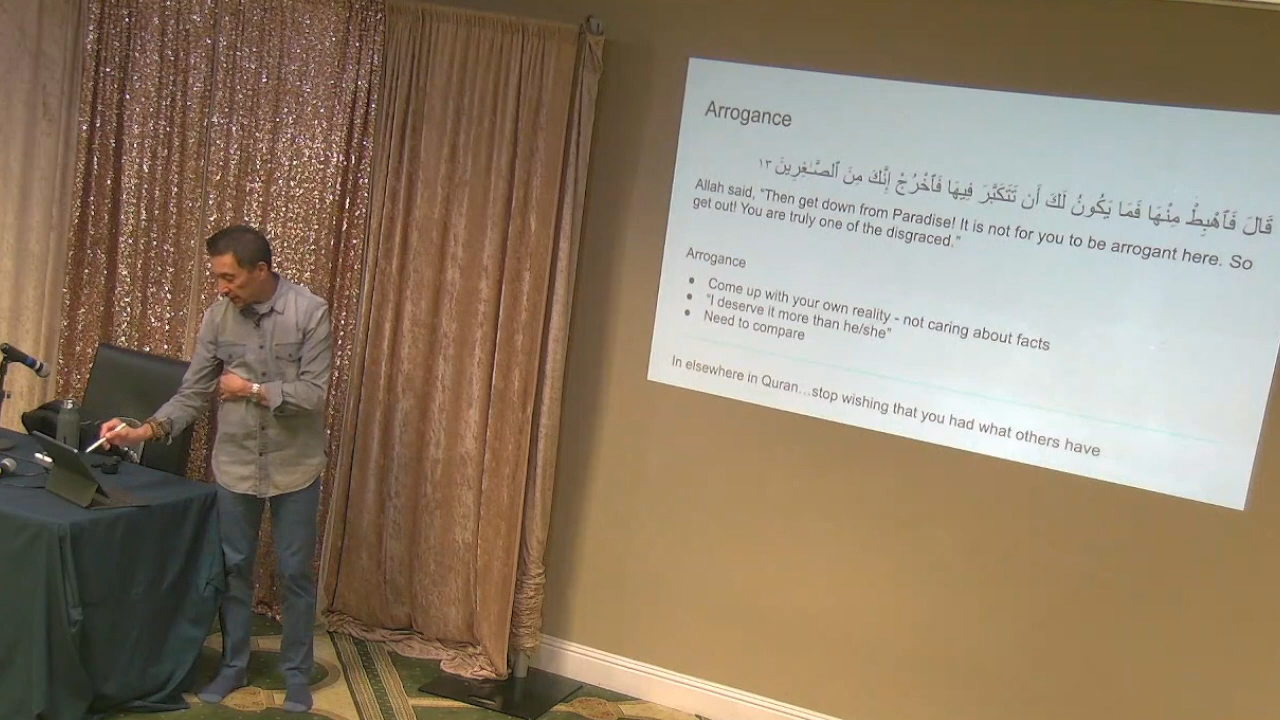 Arrogance
قَالَ فَٱهْبِطْ مِنْهَا فَمَا يَكُونُ لَكَ أَن تَتَكَبَّرَ فِيهَا فَٱخْرُجْ إِنَّكَ مِنَ ٱلصَّـٰغِرِينَ ١٣
Allah said, "Then get down from Paradise! It is not for you to be arrogant here. So
get out! You are truly one of the disgraced."
Arrogance
● Come up with your own reality - not caring about facts
● "I deserve it more than he/she"
● Need to compare
In elsewhere in Quran…stop wishing that you had what others have